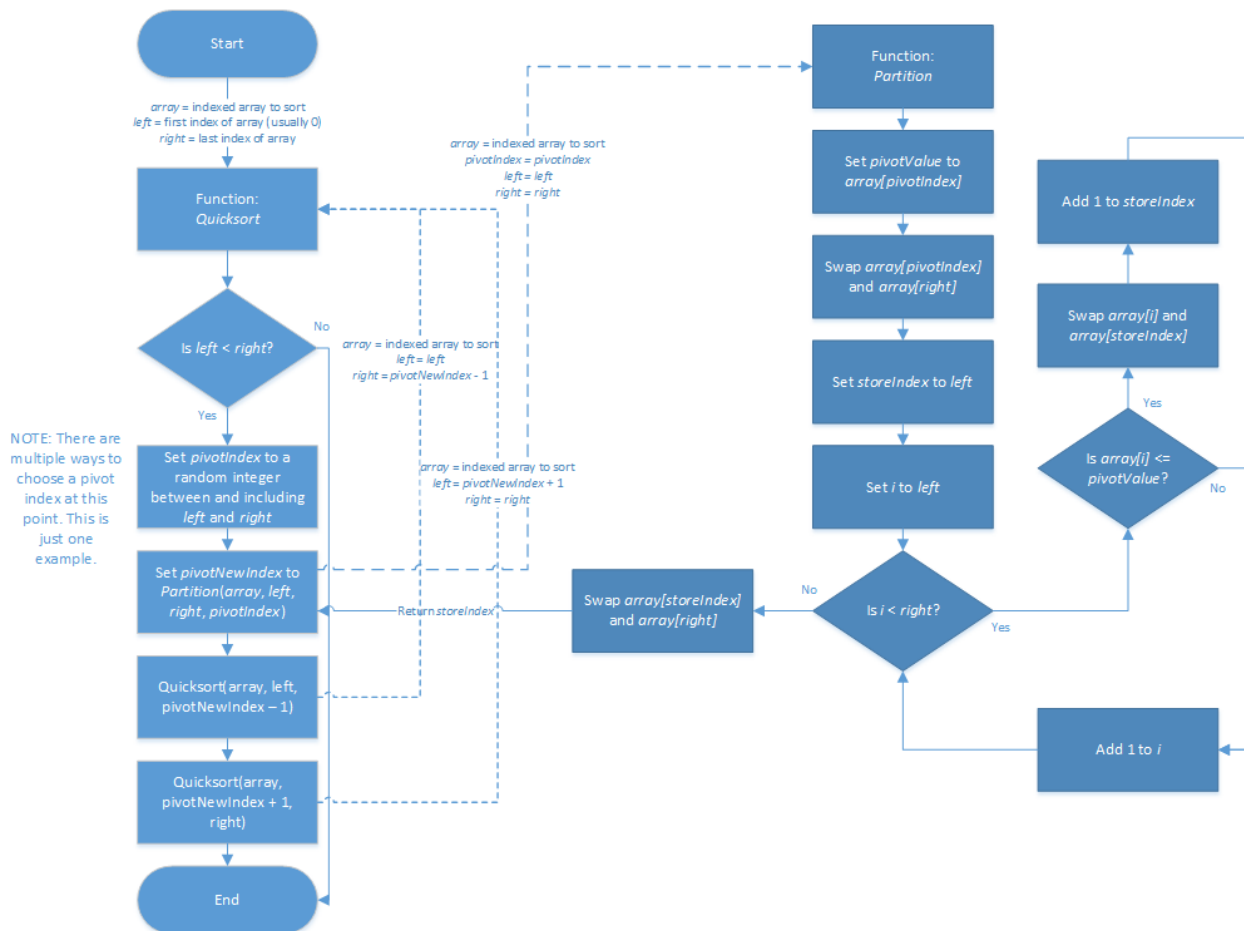 Start
array = indexed array to sort
left = first index of array (usually 0)
right = last index of array
Function:
Quicksort
Is left < right?
No
Yes
NOTE: There are
multiple ways to
choose a pivot
index at this
point. This is
just one
example.
Set pivotIndex to a
random integer
between and including
left and right
Set pivotNewIndex to
Partition(array, left,
right, pivotIndex)
Quicksort(array, left,
pivotNewIndex – 1)
Quicksort(array,
pivotNewIndex + 1,
right)
End
array = indexed array to sort
left = left
right = pivotNewIndex - 1
array = indexed array to sort
left = pivotNewIndex + 1
right = right
array = indexed array to sort
pivotIndex = pivotIndex
left = left
right = right
Return storeIndex
Function:
Partition
Set pivotValue to
array[pivotIndex]
Swap array[pivotIndex]
and array[right]
Set storeIndex to left
Set i to left
Is i < right?
No
Yes
Swap array[storeIndex]
and array[right]
Add 1 to storeIndex
Swap array[i] and
array[storeIndex]
Yes
Is array[i] <=
pivotValue?
No
Add 1 to i